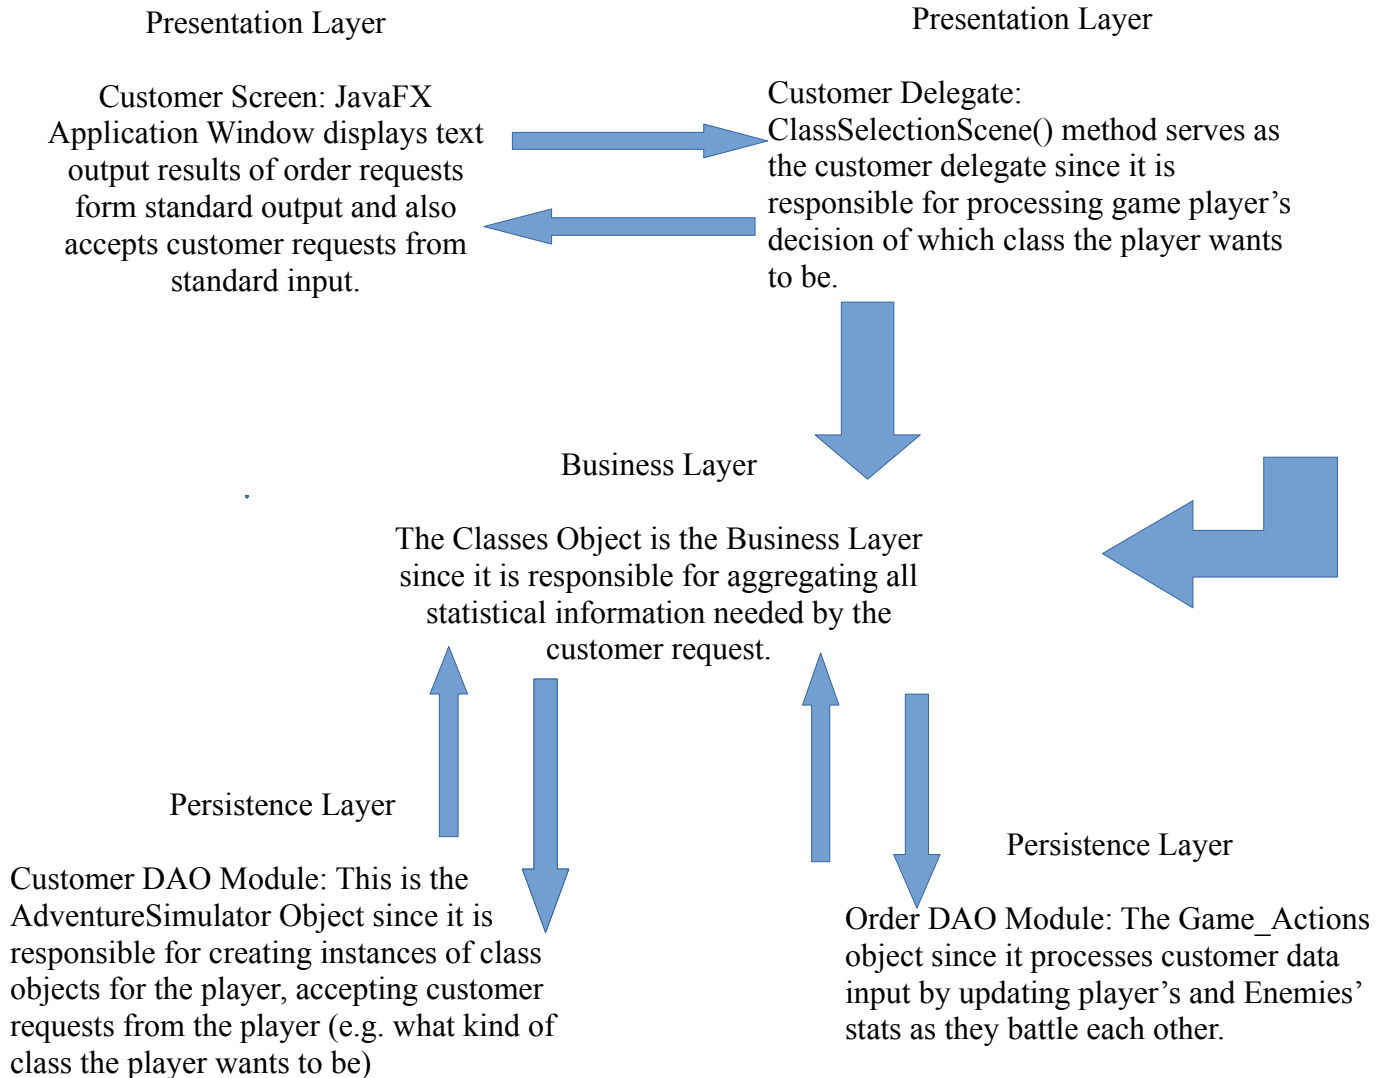 Presentation Layer
Customer Screen: JavaFX
Application Window displays text
output results of order requests
form standard output and also
accepts customer requests from
standard input.
Presentation Layer
Customer Delegate:
ClassSelectionScene() method serves as
the customer delegate since it is
responsible for processing game player’s
decision of which class the player wants
to be.
Business Layer
The Classes Object is the Business Layer
since it is responsible for aggregating all
statistical information needed by the
customer request.
Persistence Layer
Customer DAO Module: This is the
AdventureSimulator Object since it is
responsible for creating instances of class
objects for the player, accepting customer
requests from the player (e.g. what kind of
class the player wants to be)
Persistence Layer
Order DAO Module: The Game_Actions
object since it processes customer data
input by updating player’s and Enemies’
stats as they battle each other.